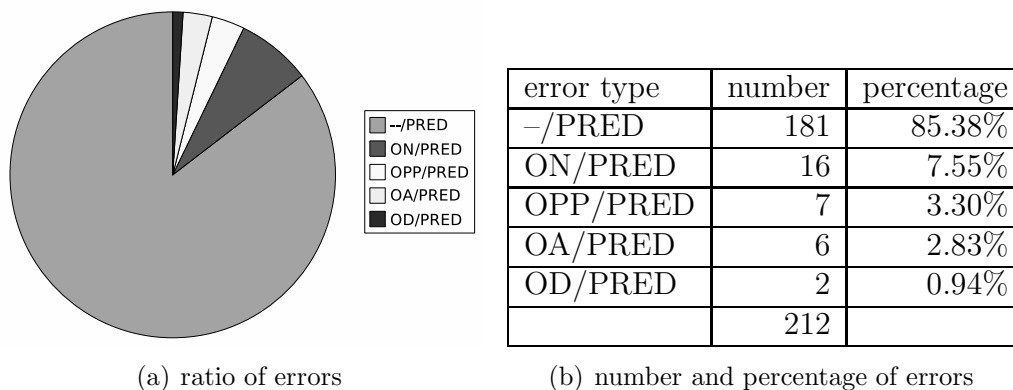 --/PRED
ON/PRED
OPP/PRED
OA/PRED
OD/PRED
error type number percentage
–/PRED 181 85.38%
ON/PRED 16 7.55%
OPP/PRED 7 3.30%
OA/PRED 6 2.83%
OD/PRED 2 0.94%
212
(a) ratio of errors
(b) number and percentage of errors